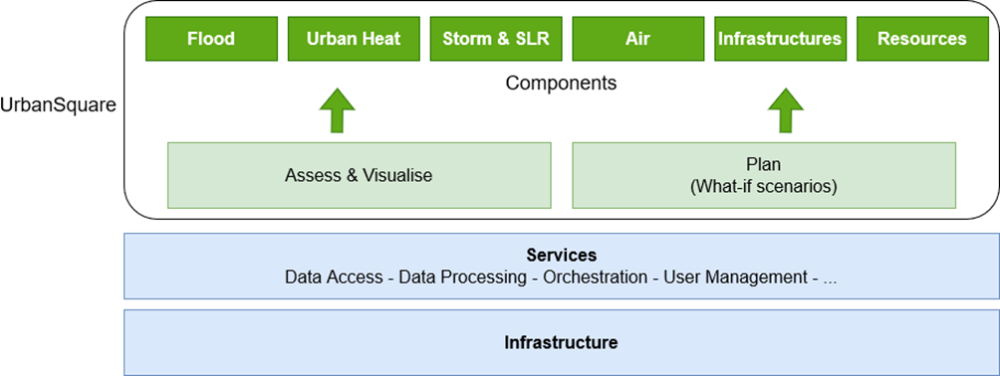 Flood
Urban Heat
Storm & SLR
Air
Infrastructures
Resources
Components
UrbanSquare
Assess & Visualise
Plan
(What-if scenarios)
Services
Data Access - Data Processing - Orchestration - User Management - ...
Infrastructure